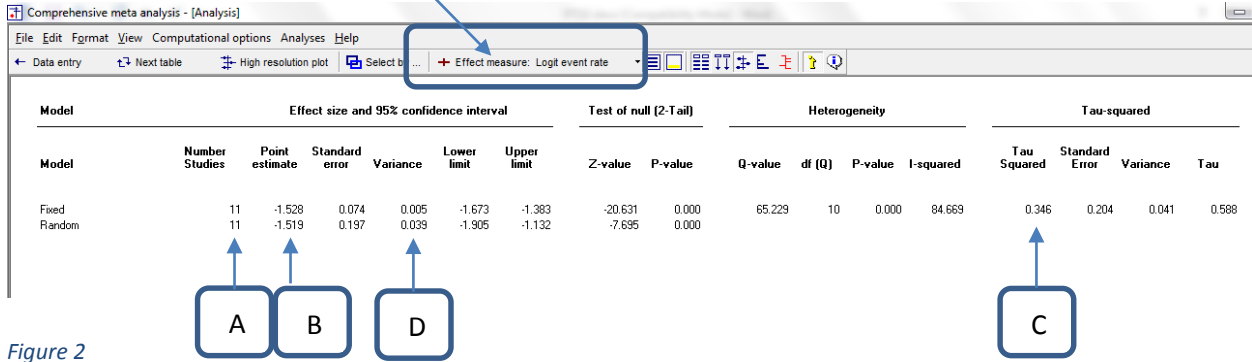 Comprehensive meta analysis - [Analysis]
File Edit Format View Computational options Analyses Help
← Data entry Next table High resolution plot Select by ... Effect measure: Logit event rate
Model Effect size and 95% confidence interval Test of null (2-Tail) Heterogeneity Tau-squared
Model Number Studies Point estimate Standard error Variance Lower limit Upper limit Z-value P-value Q-value df (Q) P-value I-squared Tau Squared Standard Error Variance Tau
Fixed 11 -1.528 0.074 0.005 -1.673 -1.383 -20.631 0.000 65.229 10 0.000 84.669 0.346 0.204 0.041 0.588
Random 11 -1.519 0.197 0.039 -1.905 -1.132 -7.695 0.000
A B D C
Figure 2